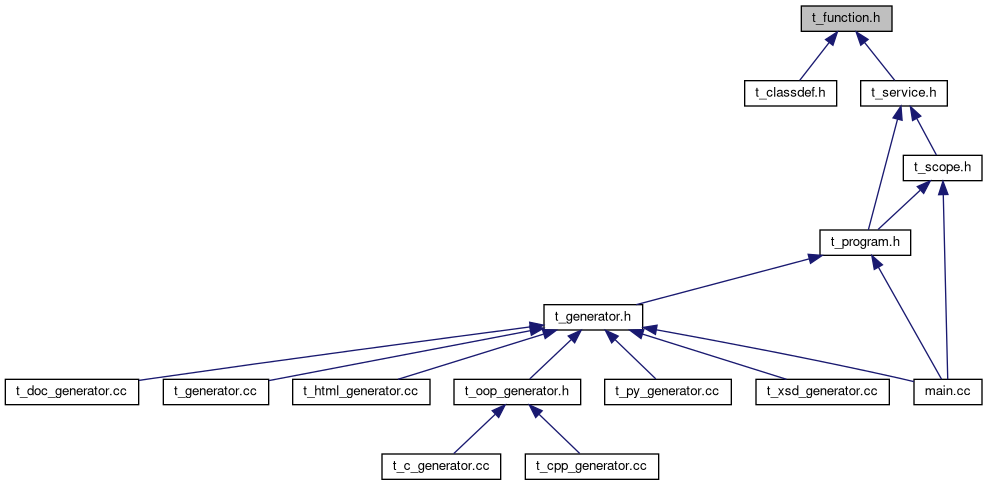 t_function.h
t_classdef.h
t_service.h
t_scope.h
t_program.h
t_generator.h
t_doc_generator.cc
t_generator.cc
t_html_generator.cc
t_oop_generator.h
t_py_generator.cc
t_xsd_generator.cc
main.cc
t_c_generator.cc
t_cpp_generator.cc